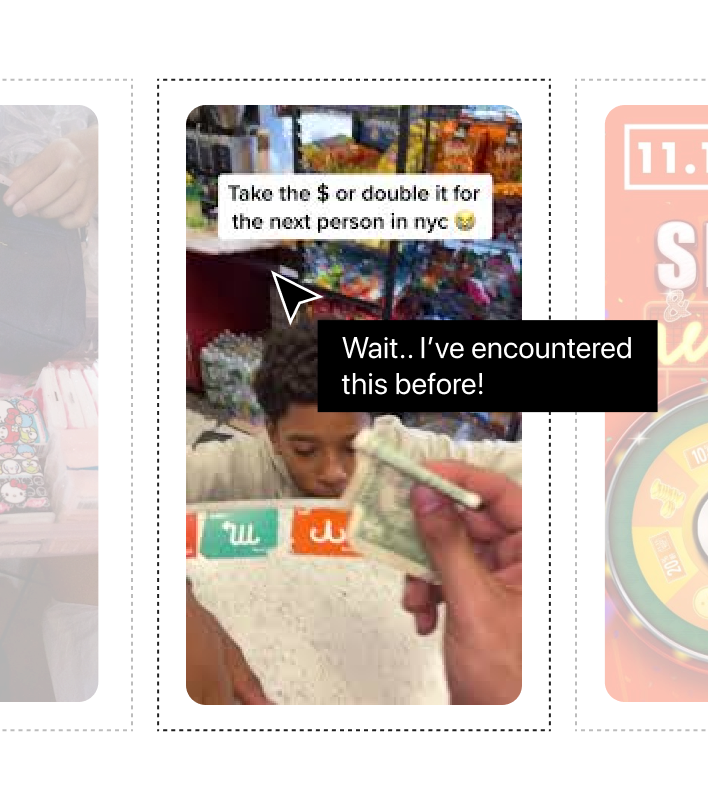 Take the $ or double it for
the next person in nyc 😭
Wait.. I’ve encountered
this before!
11.1
&